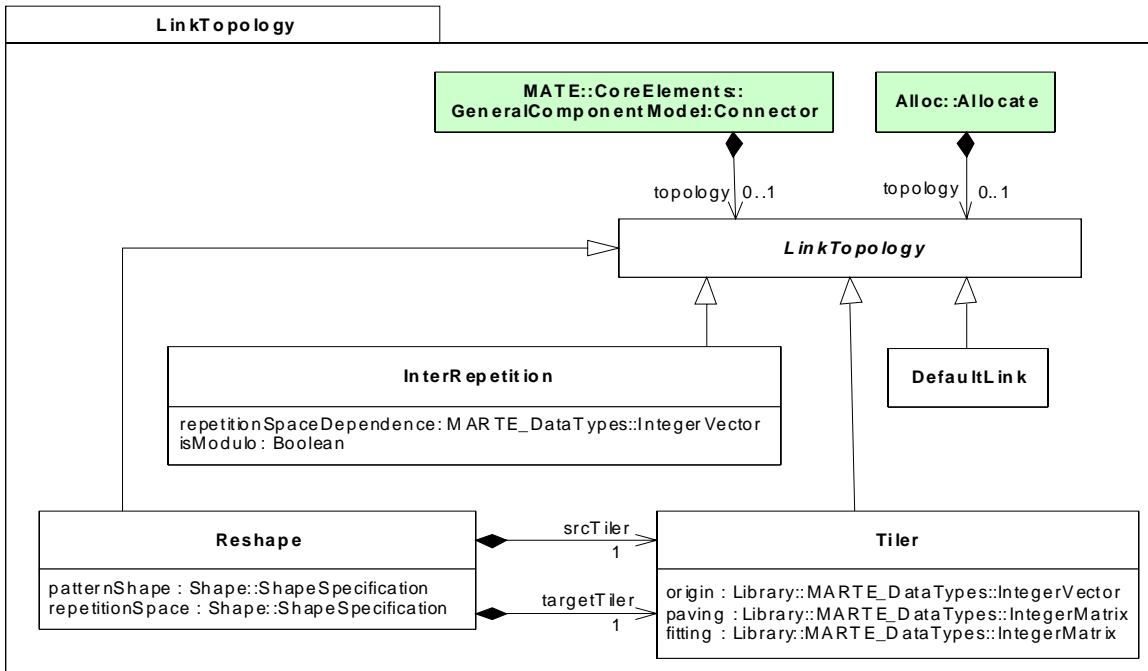 LinkTopology
MATE::CoreElements::
GeneralComponentModel::Connector
Alloc::Allocate
topology 0..1
topology 0..1
LinkTopology
InterRepetition
repetitionSpaceDependence: MARTE_DataTypes::IntegerVector
isModulo: Boolean
DefaultLink
Reshape
patternShape : Shape::ShapeSpecification
repetitionSpace : Shape::ShapeSpecification
srcTiler
1
targetTiler
1
Tiler
origin : Library::MARTE_DataTypes::IntegerVector
paving : Library::MARTE_DataTypes::IntegerMatrix
fitting : Library::MARTE_DataTypes::IntegerMatrix